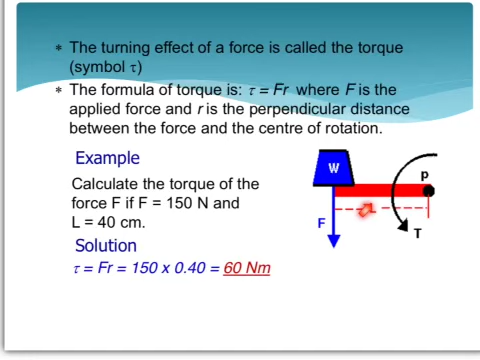 * The turning effect of a force is called the torque
(symbol τ)
* The formula of torque is: τ = Fr where F is the
applied force and r is the perpendicular distance
between the force and the centre of rotation.
Example
Calculate the torque of the
force F if F = 150 N and
L = 40 cm.
W
p
L
F
T
Solution
τ = Fr = 150 x 0.40 = 60 Nm